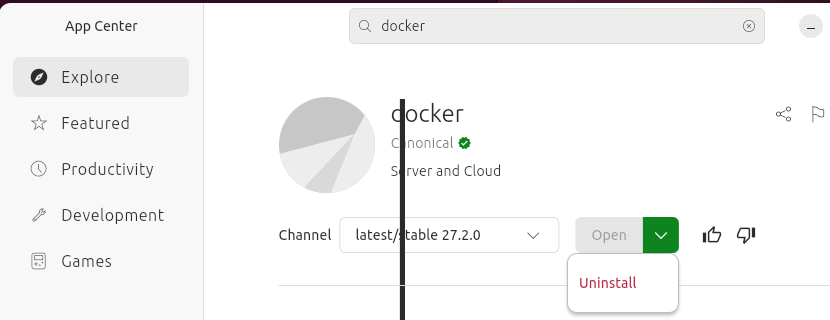 App Center
docker
Explore
Featured
Productivity
Development
Games
docker
Canonical
Server and Cloud
Channel latest/stable 27.2.0 Open
Uninstall